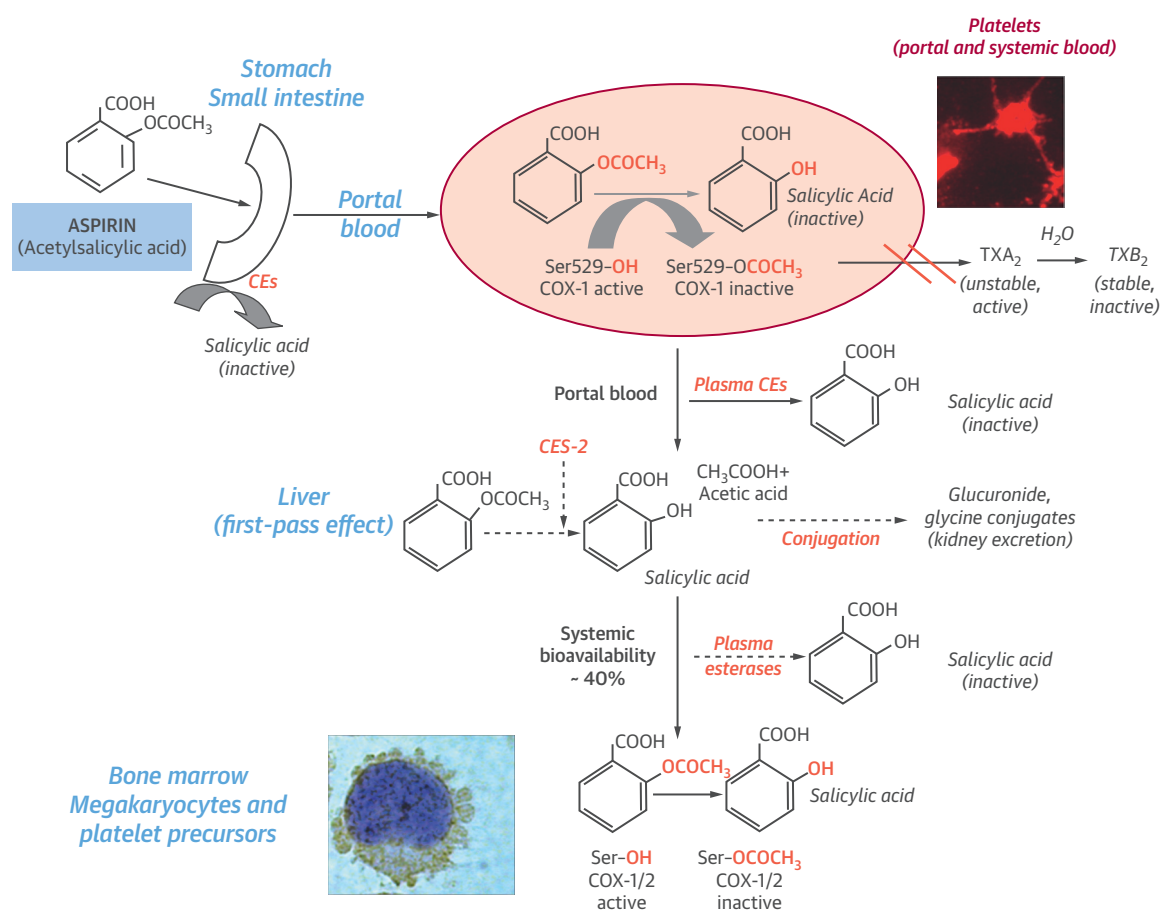 Platelets
(portal and systemic blood)
Stomach
Small intestine
COOH
OCOCH₃
ASPIRIN
(Acetylsalicylic acid)
CEs
Salicylic acid
(inactive)
Portal
blood
COOH
OCOCH₃
COOH
OH
Salicylic Acid
(inactive)
Ser529–OH
COX-1 active
Ser529–OCOCH₃
COX-1 inactive
TXA₂
(unstable,
active)
H₂O
TXB₂
(stable,
inactive)
Portal blood
Plasma CEs
COOH
OH
Salicylic acid
(inactive)
Liver
(first-pass effect)
COOH
OCOCH₃
CES-2
COOH
OH
Salicylic acid
CH₃COOH+
Acetic acid
Conjugation
Glucuronide,
glycine conjugates
(kidney excretion)
Systemic
bioavailability
~ 40%
Plasma
esterases
COOH
OH
Salicylic acid
(inactive)
Bone marrow
Megakaryocytes and
platelet precursors
COOH
OCOCH₃
COOH
OH
Salicylic acid
Ser–OH
COX-1/2
active
Ser–OCOCH₃
COX-1/2
inactive